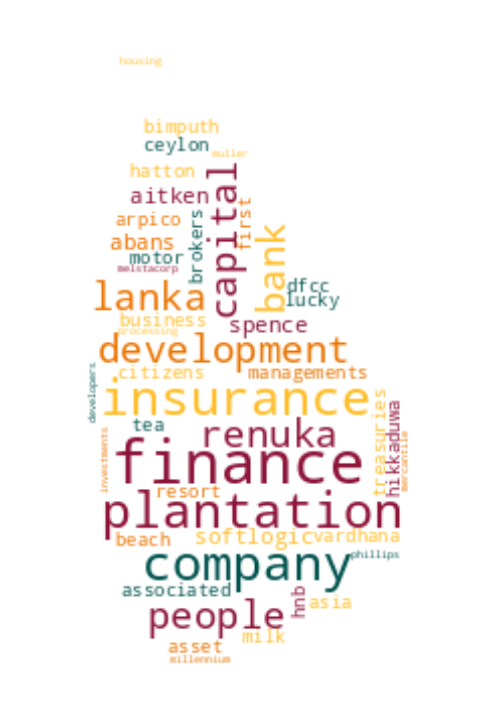 housing
bimputh
ceylon
muller
hatton
capital
aitken
first
arpico
brokers
bank
abans
motor
melstacorp
dfcc
lanka
lucky
business
spence
processing
development
developers
citizens
managements
insurance
treasuries
hikkaduwa
tea
renuka
investments
mercantile
finance
resort
plantation
beach
softlogic
vardhana
company
phillips
associated
hnb
people
asia
milk
asset
millennium